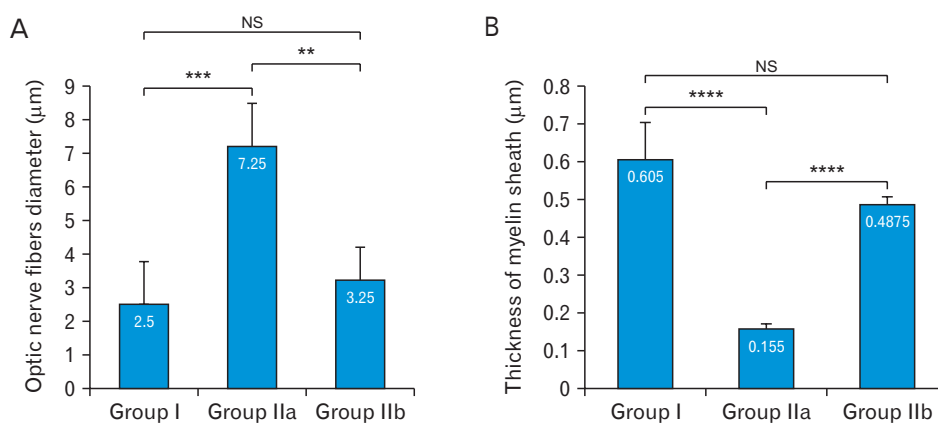 A
NS
***
**
Optic nerve fibers diameter (μm)
9
8
7
6
5
4
3
2
1
0
2.5
7.25
3.25
Group I
Group IIa
Group IIb
B
NS
****
****
Thickness of myelin sheath (μm)
0.8
0.7
0.6
0.5
0.4
0.3
0.2
0.1
0
0.605
0.155
0.4875
Group I
Group IIa
Group IIb